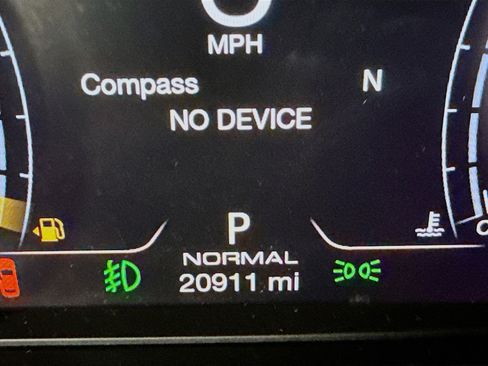 MPH
Compass N
NO DEVICE
P
NORMAL
20911 mi